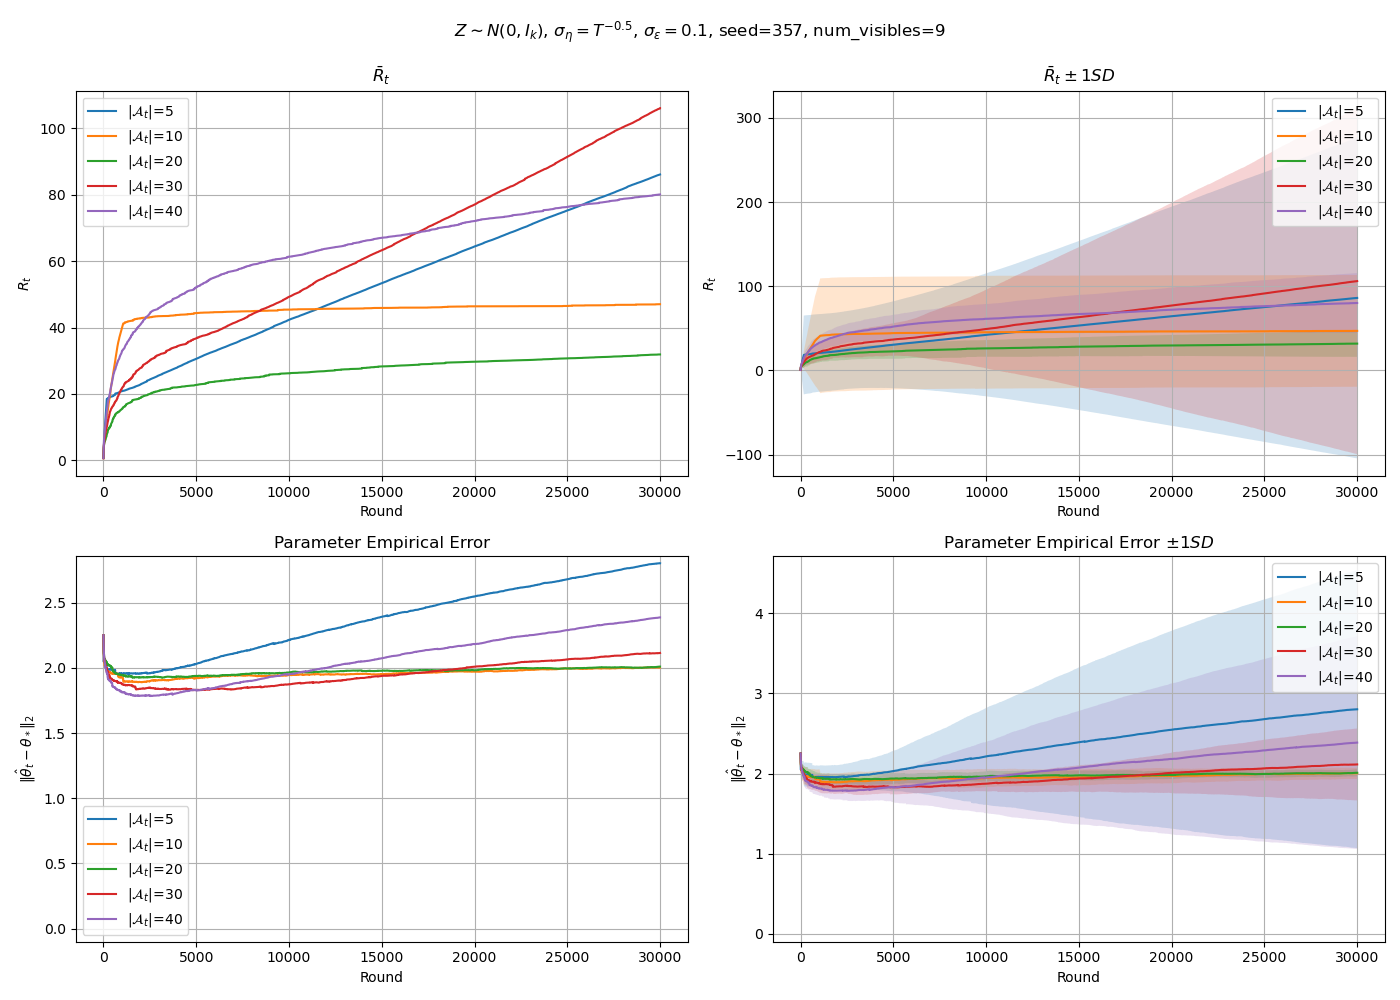 Z ∼ N(0, I_k), σ_η = T^{−0.5}, σ_ε = 0.1, seed=357, num_visibles=9
R̄_t
R_t
100
80
60
40
20
0
|𝒜_t|=5
|𝒜_t|=10
|𝒜_t|=20
|𝒜_t|=30
|𝒜_t|=40
0 5000 10000 15000 20000 25000 30000
Round
R̄_t ± 1SD
R_t
300
200
100
0
−100
|𝒜_t|=5
|𝒜_t|=10
|𝒜_t|=20
|𝒜_t|=30
|𝒜_t|=40
0 5000 10000 15000 20000 25000 30000
Round
Parameter Empirical Error
‖θ̂_t − θ_*‖_2
2.5
2.0
1.5
1.0
0.5
0.0
|𝒜_t|=5
|𝒜_t|=10
|𝒜_t|=20
|𝒜_t|=30
|𝒜_t|=40
0 5000 10000 15000 20000 25000 30000
Round
Parameter Empirical Error ±1SD
‖θ̂_t − θ_*‖_2
4
3
2
1
0
|𝒜_t|=5
|𝒜_t|=10
|𝒜_t|=20
|𝒜_t|=30
|𝒜_t|=40
0 5000 10000 15000 20000 25000 30000
Round